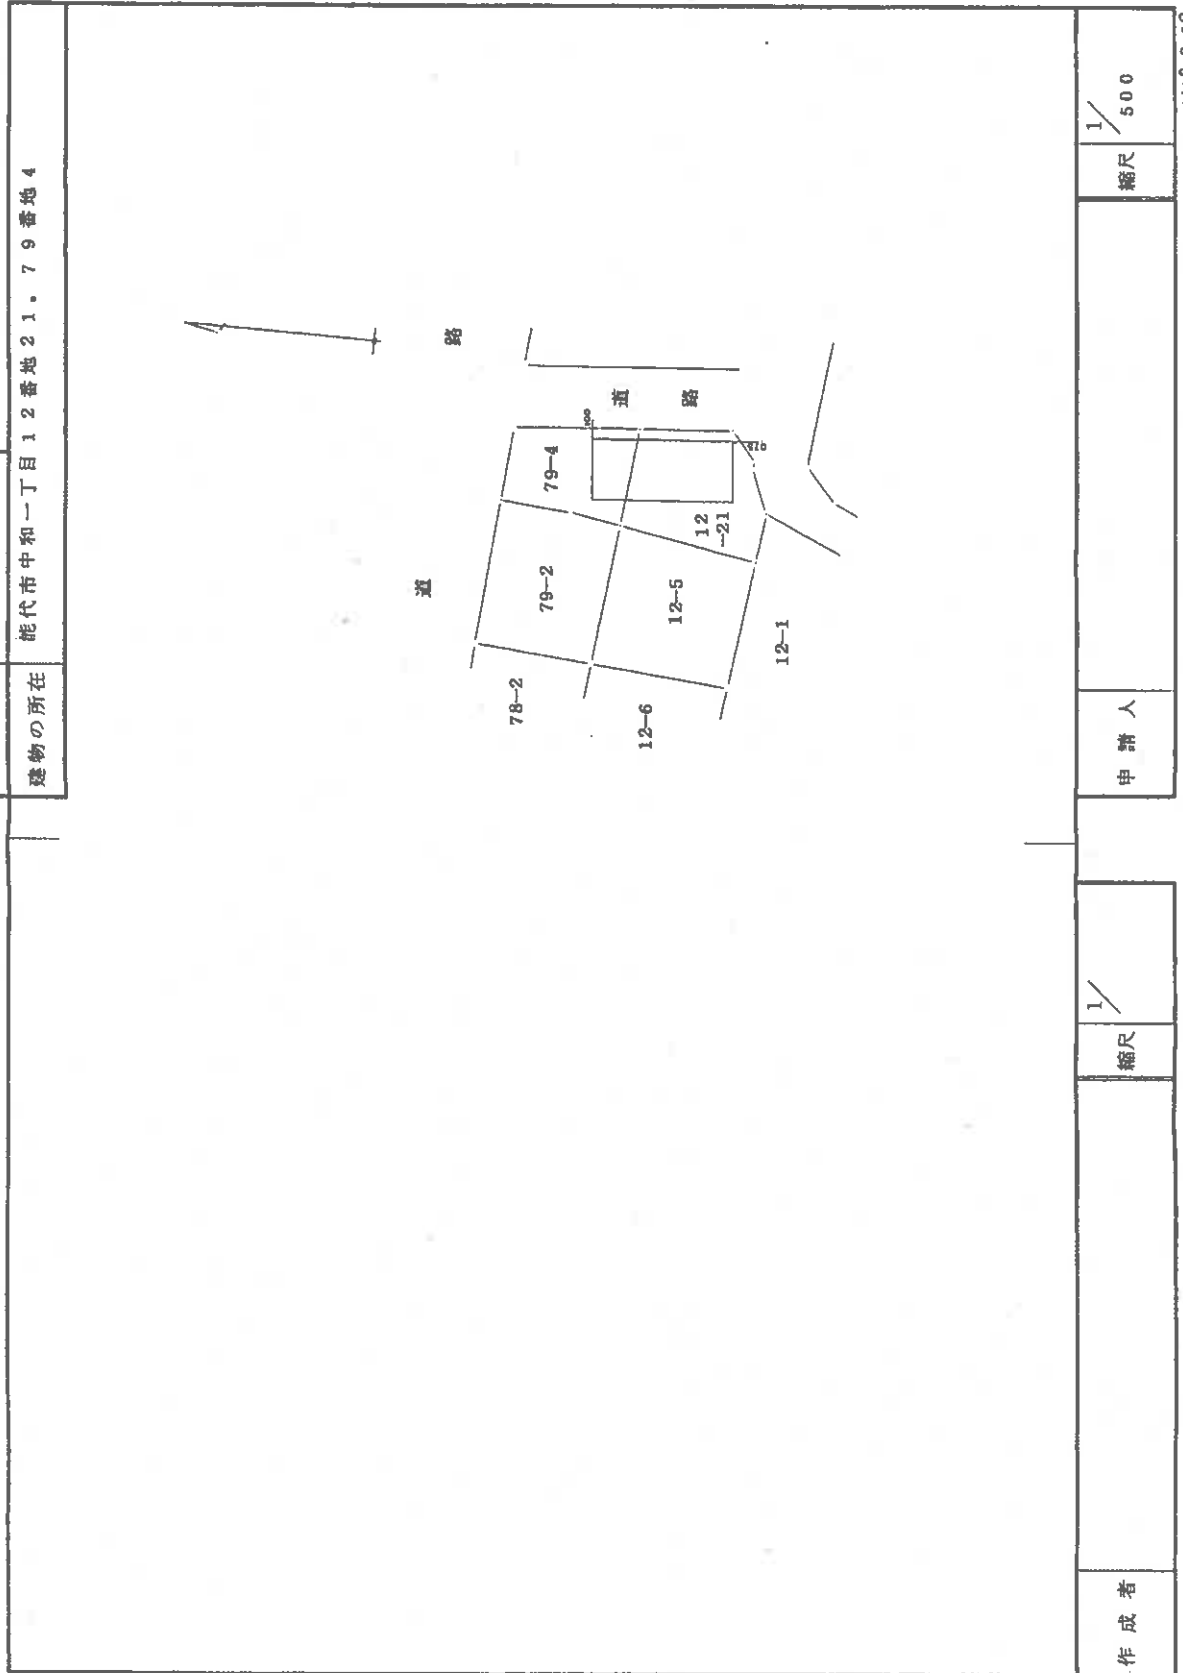 建物の所在
能代市中和一丁目12番地21.79番地4
道
路
道
路
79-4
79-2
78-2
12
-21
12-5
12-6
12-1
作成者
縮尺
1/
申請人
縮尺
1/500